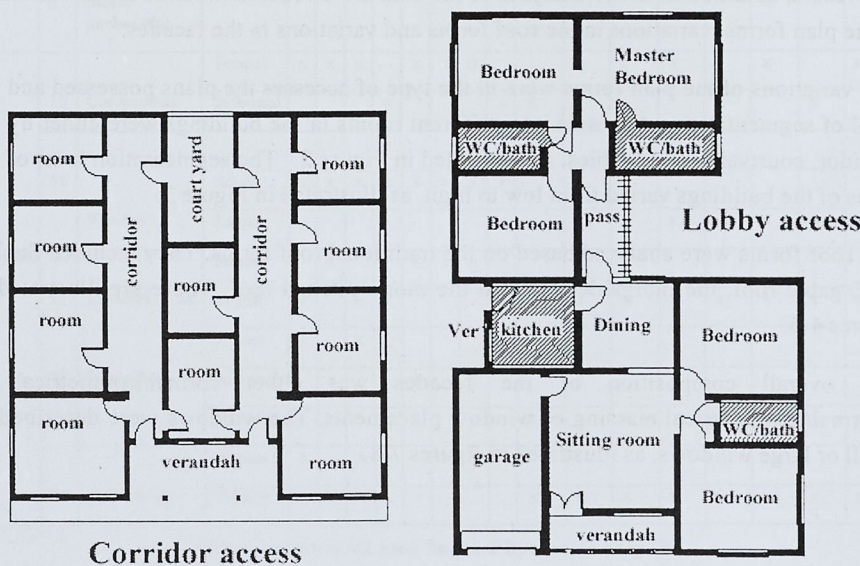 room
room
room
room
corridor
court yard
room
room
corridor
room
room
room
room
verandah
Corridor access
Bedroom
Master
Bedroom
WC/bath
WC/bath
Bedroom
pass
Lobby access
Ver
kitchen
Dining
Bedroom
WC/bath
Sitting room
garage
Bedroom
verandah